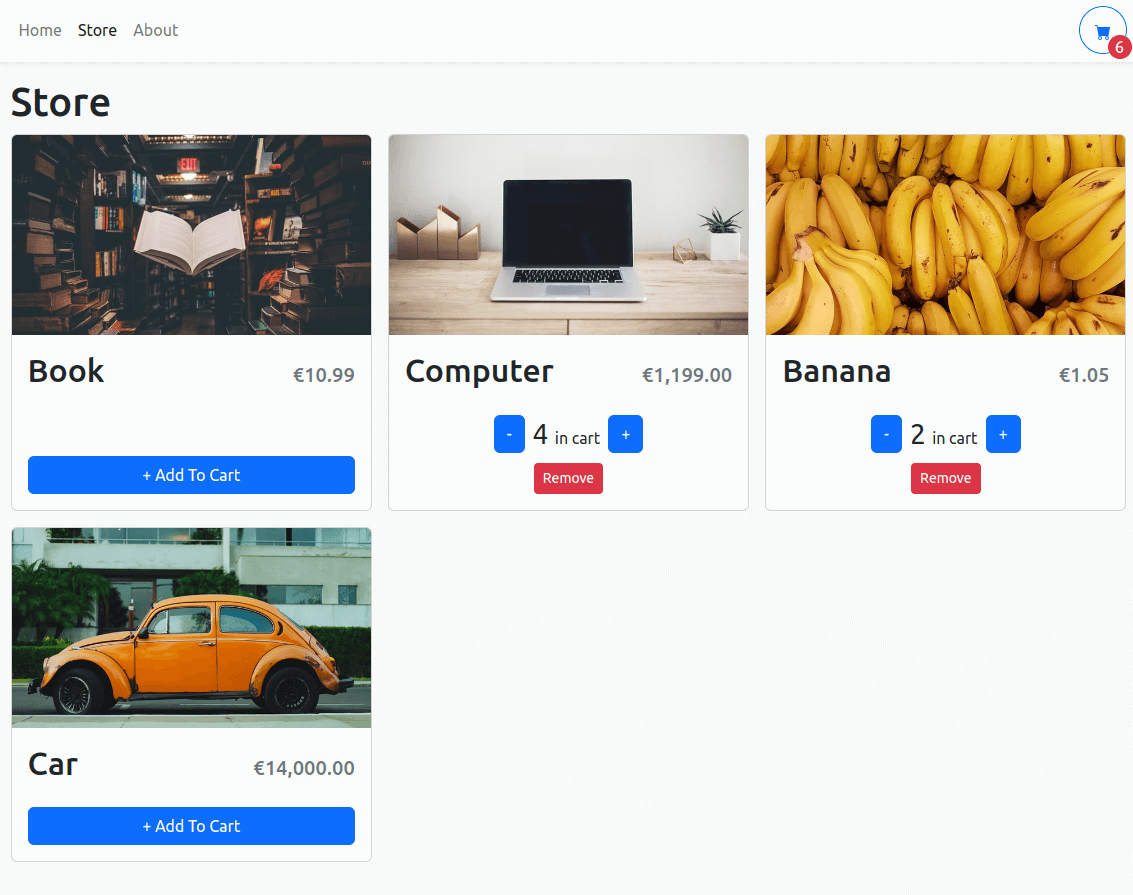 Home Store About
6
Store
EXIT
Book €10.99
+ Add To Cart
Computer €1,199.00
- 4 in cart +
Remove
Banana €1.05
- 2 in cart +
Remove
Car €14,000.00
+ Add To Cart